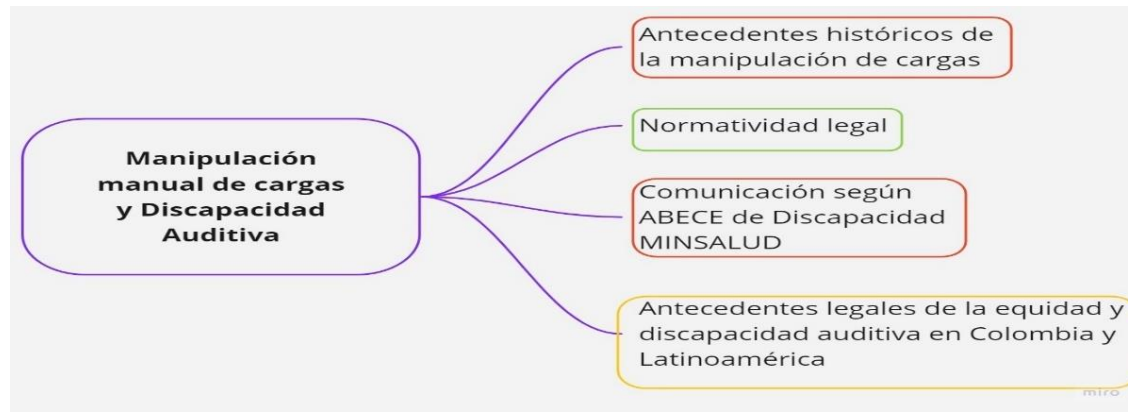 Manipulación
manual de cargas
y Discapacidad
Auditiva
Antecedentes históricos de
la manipulación de cargas
Normatividad legal
Comunicación según
ABECE de Discapacidad
MINSALUD
Antecedentes legales de la equidad y
discapacidad auditiva en Colombia y
Latinoamérica
miro